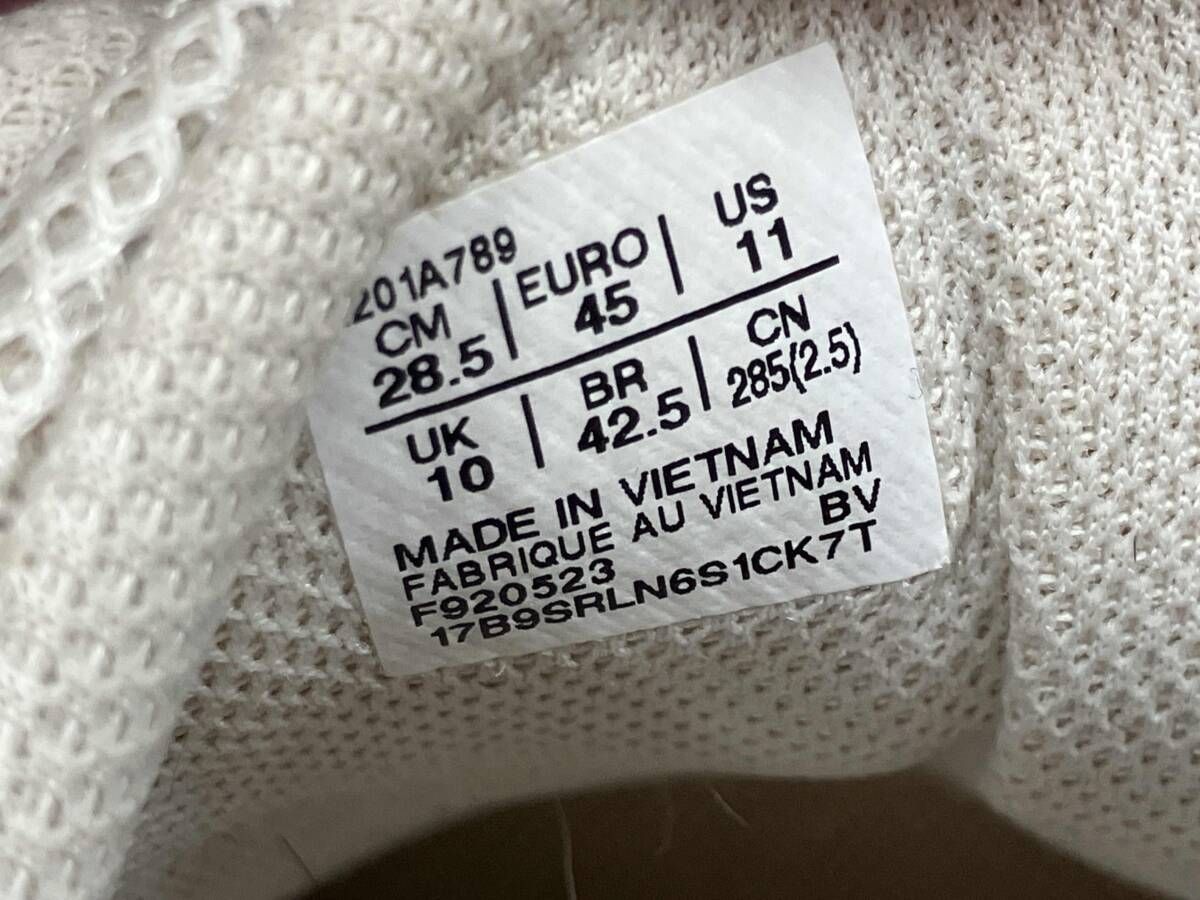 201A789
CM | EURO | US
28.5 | 45 | 11
UK | BR | CN
10 | 42.5 | 285(2.5)
MADE IN VIETNAM
FABRIQUE AU VIETNAM
F920523 BV
17B9SRLN6S1CK7T